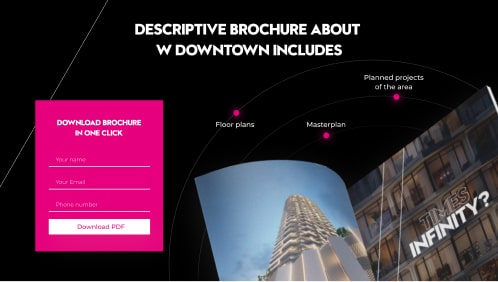 DESCRIPTIVE BROCHURE ABOUT
W DOWNTOWN INCLUDES
Planned projects
of the area
Floor plans
Masterplan
DOWNLOAD BROCHURE
IN ONE CLICK
Your name
Your Email
Phone number
Download PDF
TIMES
INFINITY?